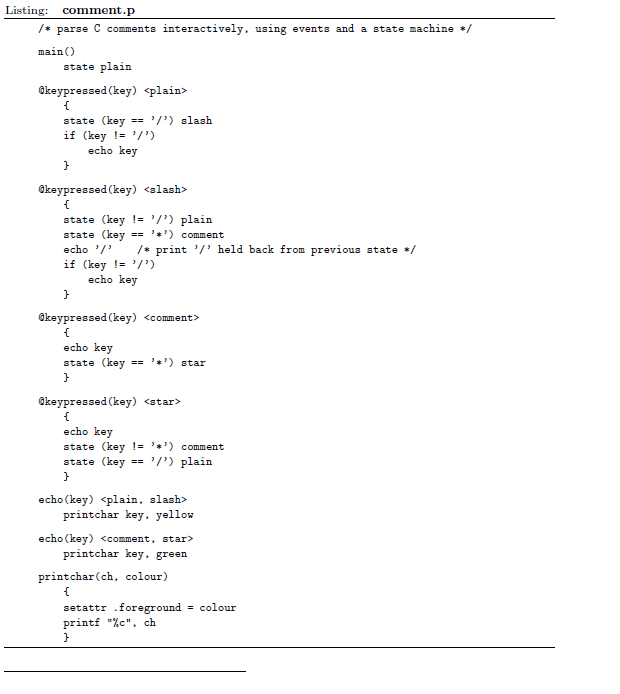 Listing: comment.p
/* parse C comments interactively, using events and a state machine */
main()
state plain
@keypressed(key) <plain>
{
state (key == '/') slash
if (key != '/')
echo key
}
@keypressed(key) <slash>
{
state (key != '/') plain
state (key == '*') comment
echo '/' /* print '/' held back from previous state */
if (key != '/')
echo key
}
@keypressed(key) <comment>
{
echo key
state (key == '*') star
}
@keypressed(key) <star>
{
echo key
state (key != '*') comment
state (key == '/') plain
}
echo(key) <plain, slash>
printchar key, yellow
echo(key) <comment, star>
printchar key, green
printchar(ch, colour)
{
setattr .foreground = colour
printf "%c", ch
}